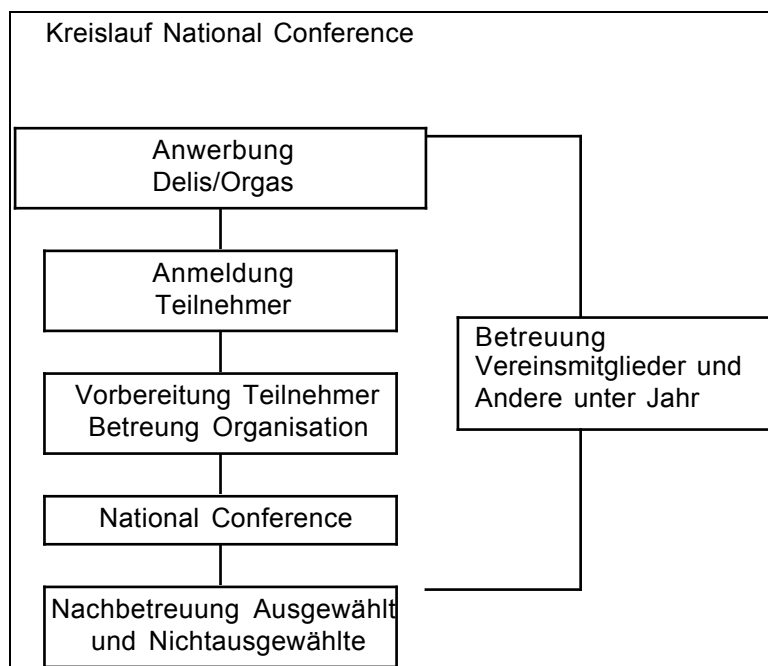 Kreislauf National Conference
Anwerbung
Delis/Orgas
Anmeldung
Teilnehmer
Betreuung
Vereinsmitglieder und
Andere unter Jahr
Vorbereitung Teilnehmer
Betreung Organisation
National Conference
Nachbetreuung Ausgewählt
und Nichtausgewählte